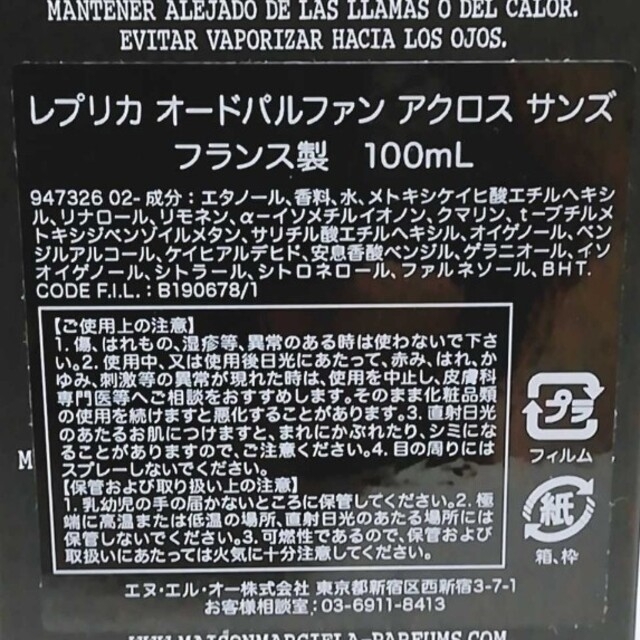 MANTENER ALEJADO DE LAS LLAMAS O DEL CALOR.
EVITAR VAPORIZAR HACIA LOS OJOS.
レプリカ オードパルファン アクロス サンズ
フランス製 100mL
947326 02- 成分：エタノール、香料、水、メトキシケイヒ酸エチルヘキシ
ル、リナロール、リモネン、α−イソメチルイオノン、クマリン、t−ブチルメ
トキシジベンゾイルメタン、サリチル酸エチルヘキシル、オイゲノール、ベン
ジルアルコール、ケイヒアルデヒド、安息香酸ベンジル、ゲラニオール、イソ
オイゲノール、シトラール、シトロネロール、ファルネソール、BHT.
CODE F.I.L. : B190678/1
【ご使用上の注意】
1. 傷、はれもの、湿疹等、異常のある時は使わないで下さ
い。2. 使用中、又は使用後日光にあたって、赤み、はれ、か
ゆみ、刺激等の異常が現れた時は、使用を中止し、皮膚科
専門医等へご相談をおすすめします。そのまま化粧品類
の使用を続けますと悪化することがあります。3. 直射日光
のあたるお肌につけますと、まれにかぶれたり、シミにな
ることがありますので、ご注意ください。4. 目の周りには
スプレーしないでください。
【保管および取り扱い上の注意】
1. 乳幼児の手の届かないところに保管してください。2. 極
端に高温または低温の場所、直射日光のあたる場所には
保管しないでください。3. 可燃性であるので、保管および
取扱いにあたっては火気に十分注意してください。
プラ
フィルム
紙
箱、枠
M
エヌ・エル・オー株式会社 東京都新宿区西新宿3-7-1
お客様相談室：03-6911-8413
WWW.MAISONMARGIELA-PARFUMS.COM